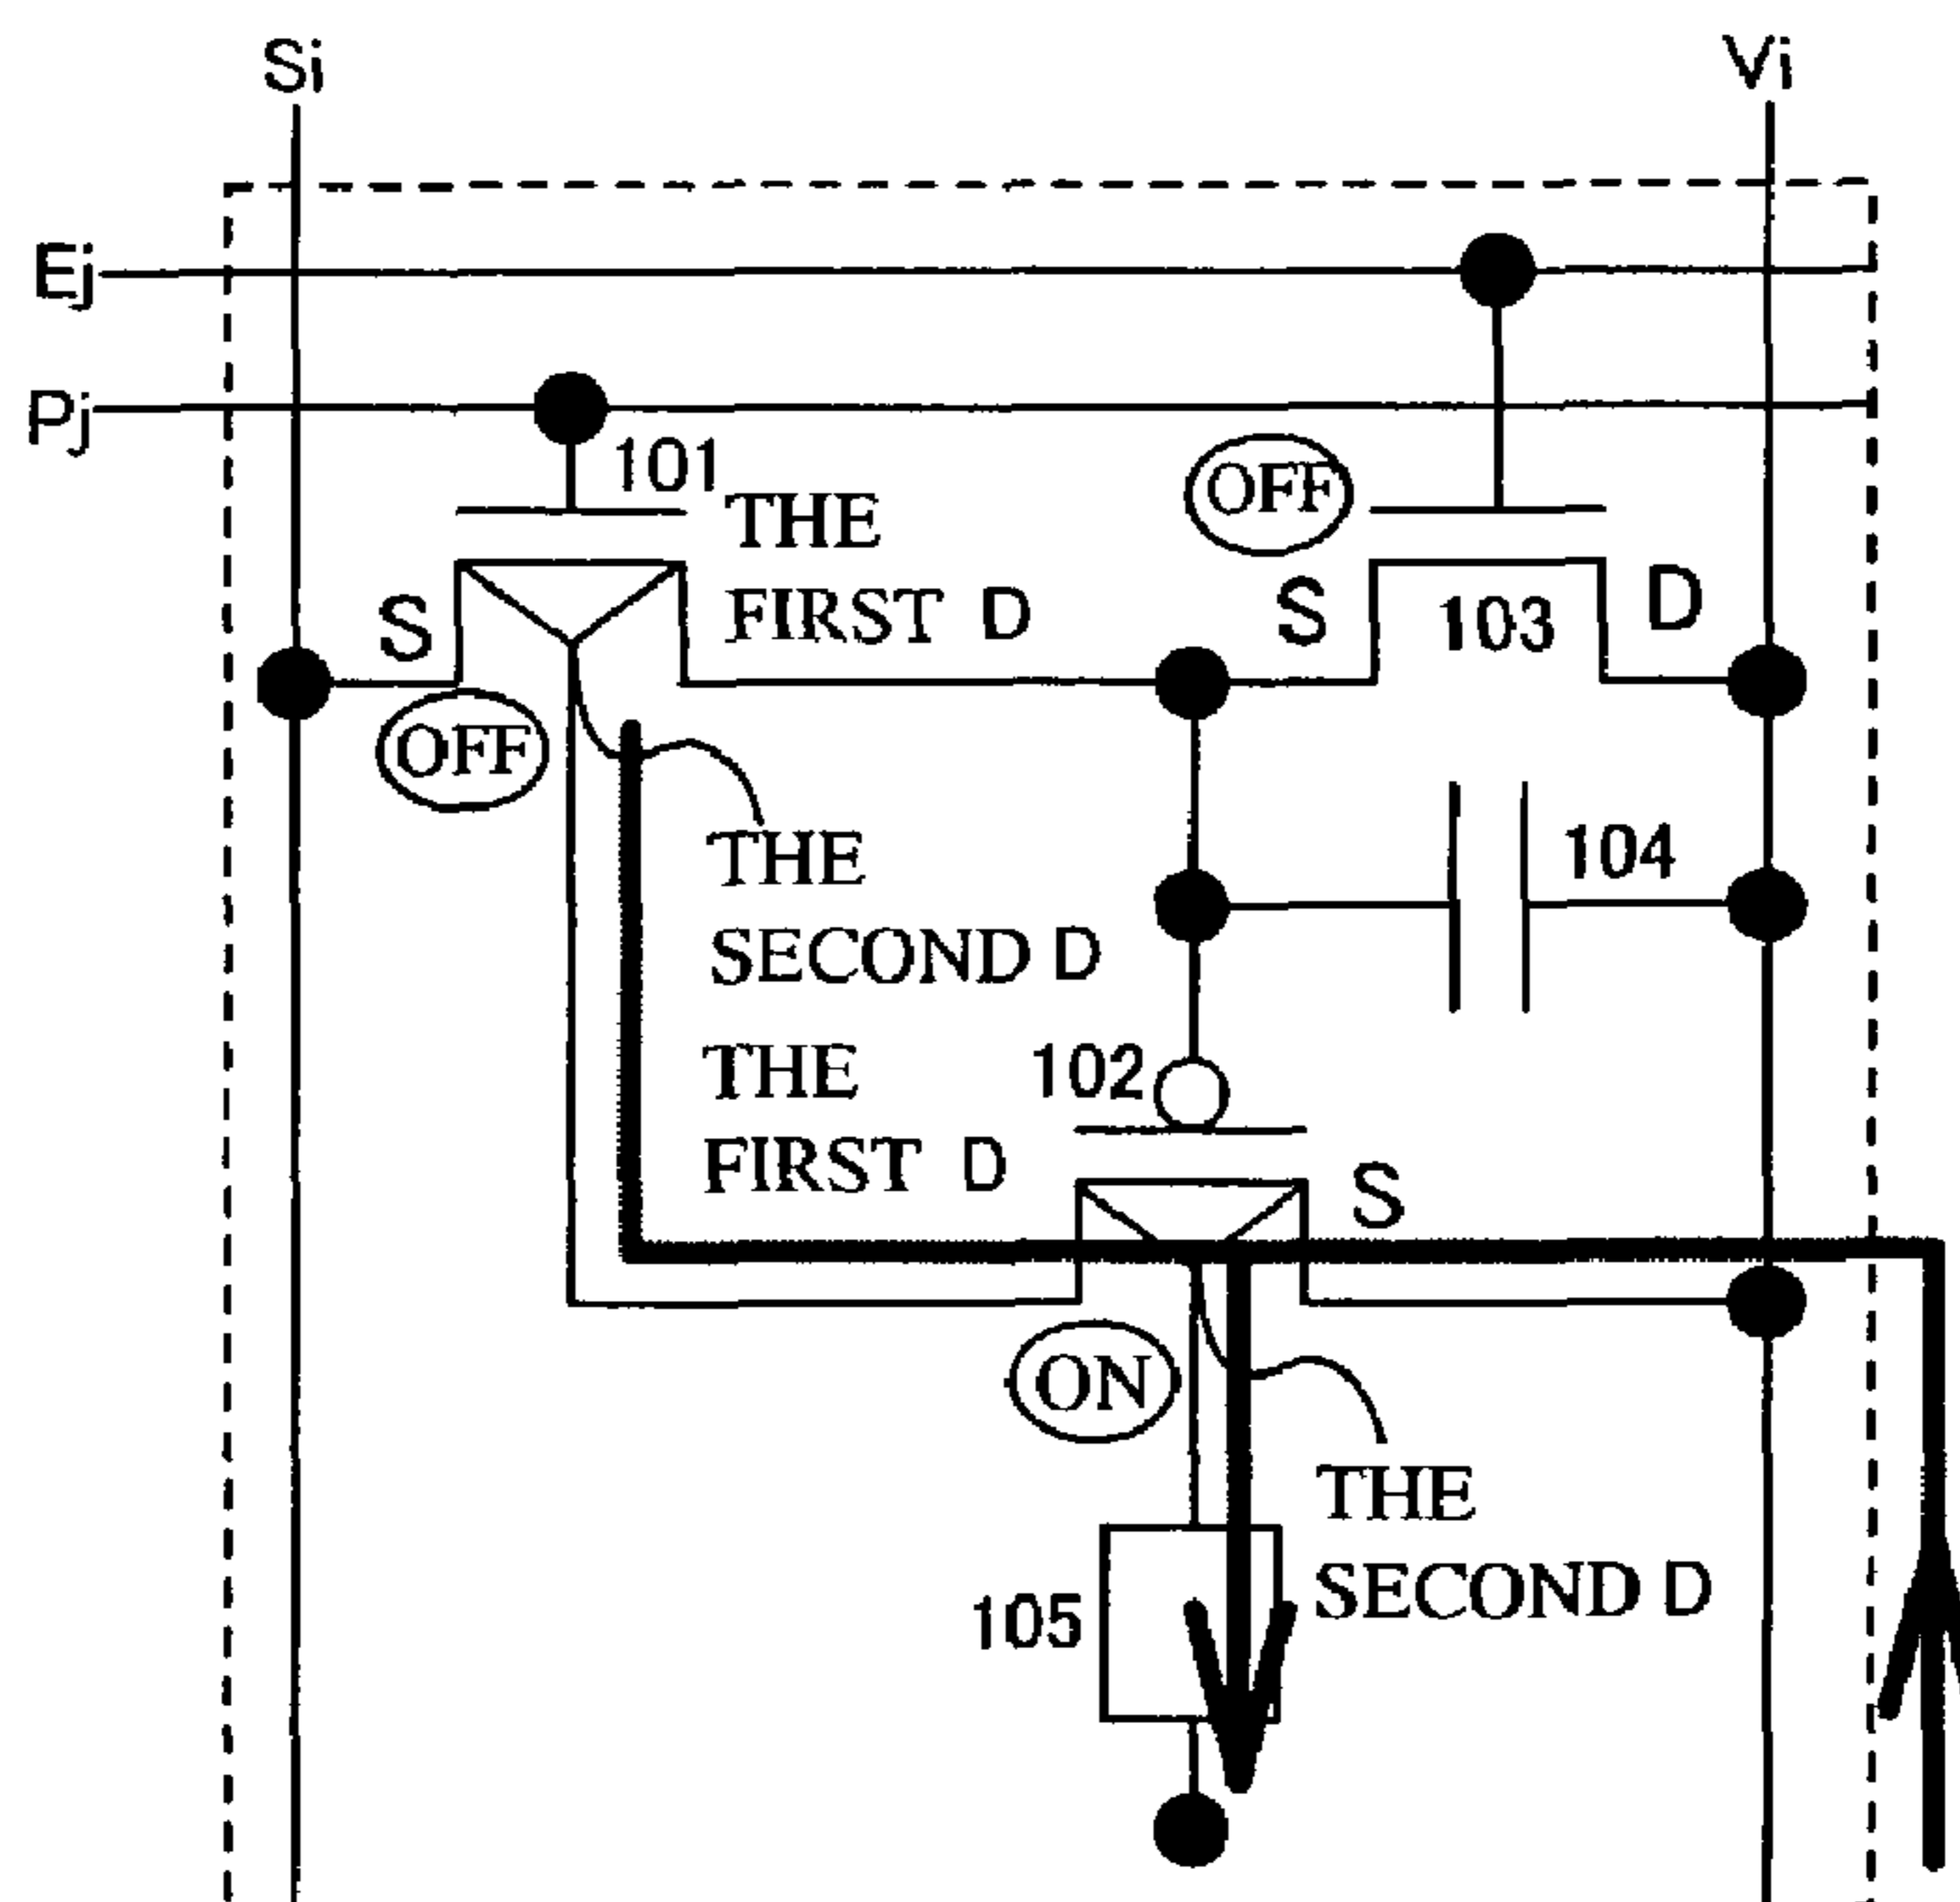 Si
Vi
Ej
Pj
101
THE
FIRST D
OFF
S
103
D
S
OFF
THE
SECOND D
104
THE
FIRST D
102
S
ON
THE
SECOND D
105